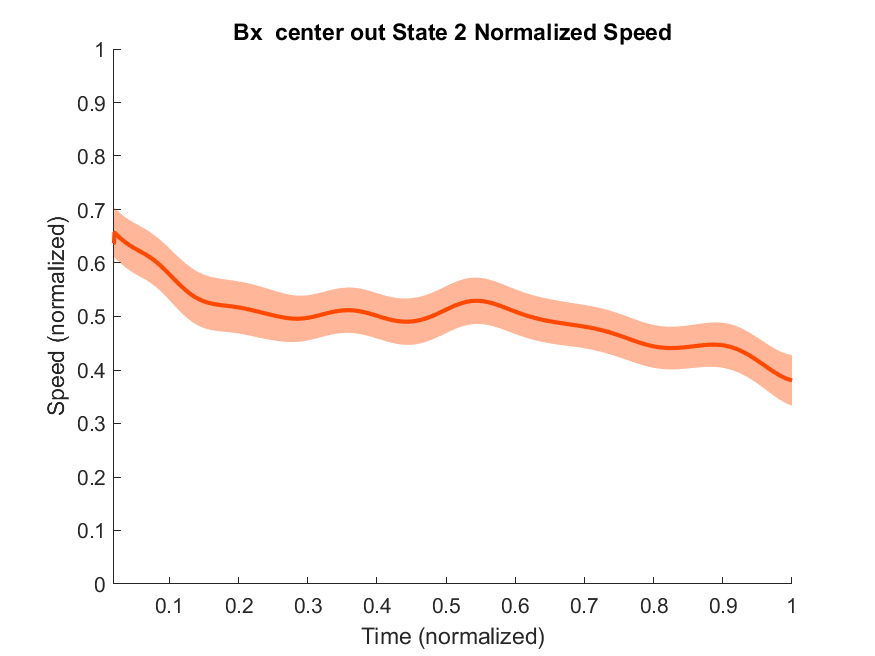 Bx  center out State 2 Normalized Speed
1
0.9
0.8
0.7
0.6
0.5
0.4
0.3
0.2
0.1
0
Speed (normalized)
0.1 0.2 0.3 0.4 0.5 0.6 0.7 0.8 0.9 1
Time (normalized)